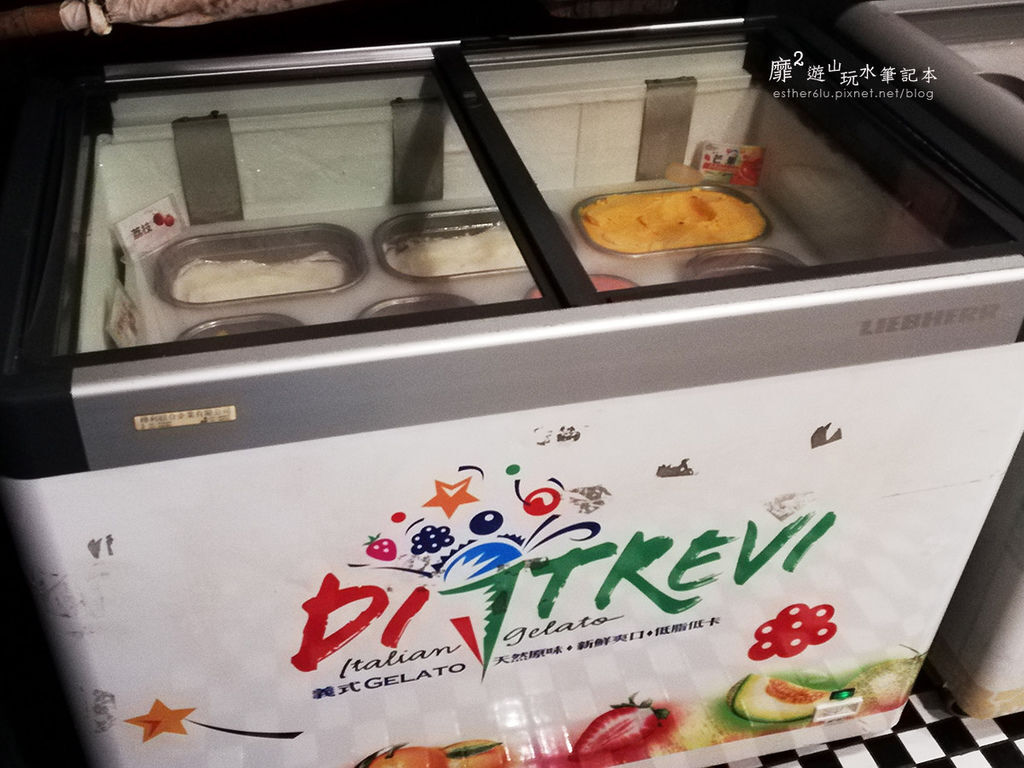 靡²遊山玩水筆記本
esther6lu.pixnet.net/blog
荔枝
芒果
LIEBHERR
DI TREVI
Italian gelato
義式GELATO 天然原味・新鮮爽口・低脂低卡